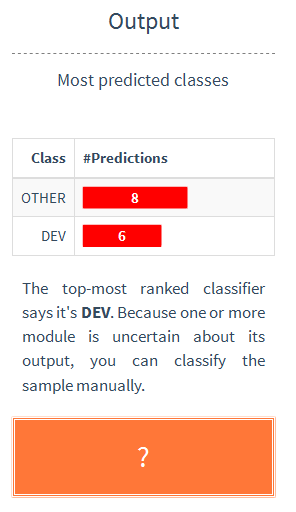 Output
Most predicted classes
Class #Predictions
OTHER 8
DEV 6
The top-most ranked classifier
says it's DEV. Because one or more
module is uncertain about its
output, you can classify the
sample manually.
?